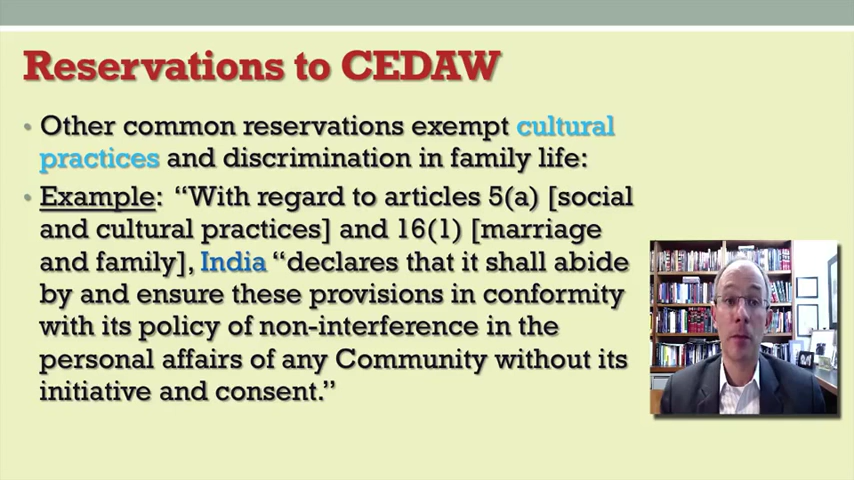 Reservations to CEDAW
• Other common reservations exempt cultural
practices and discrimination in family life:
• Example: “With regard to articles 5(a) [social
and cultural practices] and 16(1) [marriage
and family], India “declares that it shall abide
by and ensure these provisions in conformity
with its policy of non-interference in the
personal affairs of any Community without its
initiative and consent.”